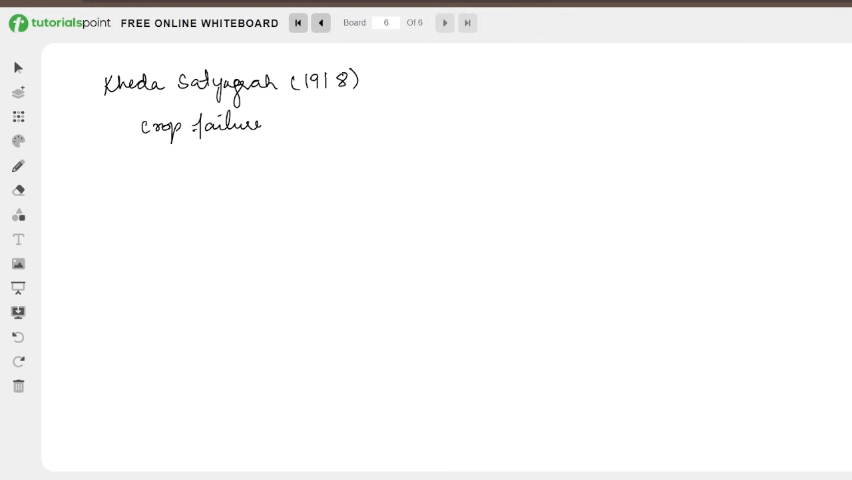 tutorialspoint FREE ONLINE WHITEBOARD Board 6 Of 6
Kheda Satyagrah (1918)
crop failure